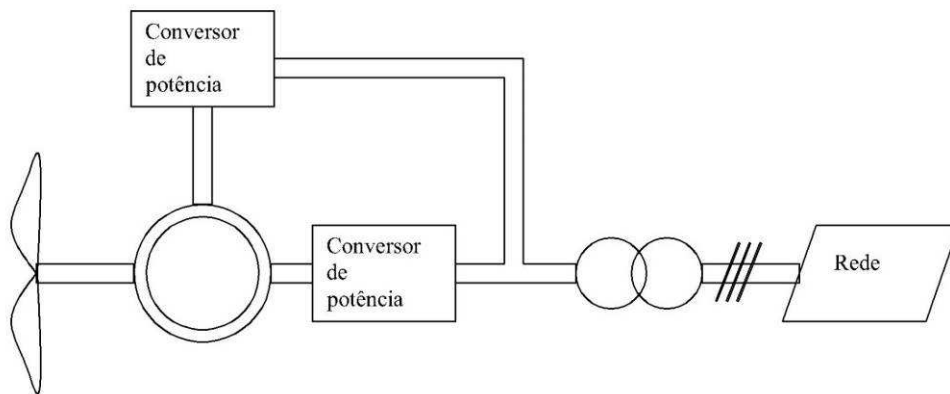 Conversor
de
potência
Conversor
de
potência
Rede